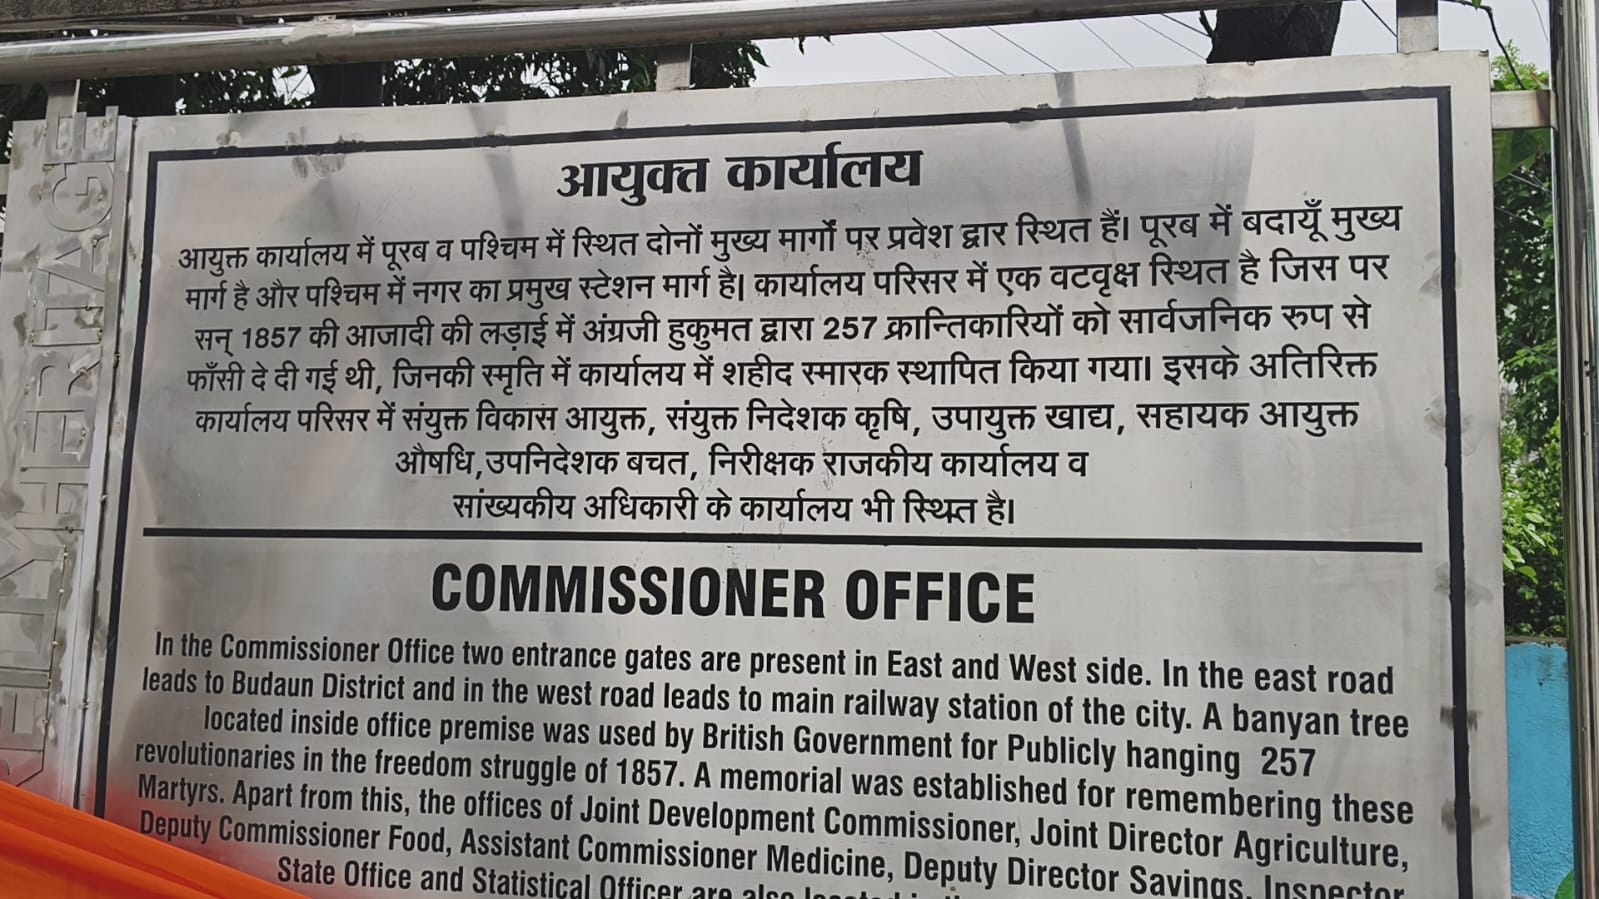 आयुक्त कार्यालय
आयुक्त कार्यालय में पूरब व पश्चिम में स्थित दोनों मुख्य मार्गों पर प्रवेश द्वार स्थित हैं। पूरब में बदायूँ मुख्य
मार्ग है और पश्चिम में नगर का प्रमुख स्टेशन मार्ग है। कार्यालय परिसर में एक वटवृक्ष स्थित है जिस पर
सन् 1857 की आजादी की लड़ाई में अंग्रजी हुकुमत द्वारा 257 क्रान्तिकारियों को सार्वजनिक रुप से
फाँसी दे दी गई थी, जिनकी स्मृति में कार्यालय में शहीद स्मारक स्थापित किया गया। इसके अतिरिक्त
कार्यालय परिसर में संयुक्त विकास आयुक्त, संयुक्त निदेशक कृषि, उपायुक्त खाद्य, सहायक आयुक्त
औषधि,उपनिदेशक बचत, निरीक्षक राजकीय कार्यालय व
सांख्यकीय अधिकारी के कार्यालय भी स्थित है।
COMMISSIONER OFFICE
In the Commissioner Office two entrance gates are present in East and West side. In the east road
leads to Budaun District and in the west road leads to main railway station of the city. A banyan tree
located inside office premise was used by British Government for Publicly hanging 257
revolutionaries in the freedom struggle of 1857. A memorial was established for remembering these
Martyrs. Apart from this, the offices of Joint Development Commissioner, Joint Director Agriculture,
Deputy Commissioner Food, Assistant Commissioner Medicine, Deputy Director Savings, Inspector
State Office and Statistical Officer are also located in
HERITAGE